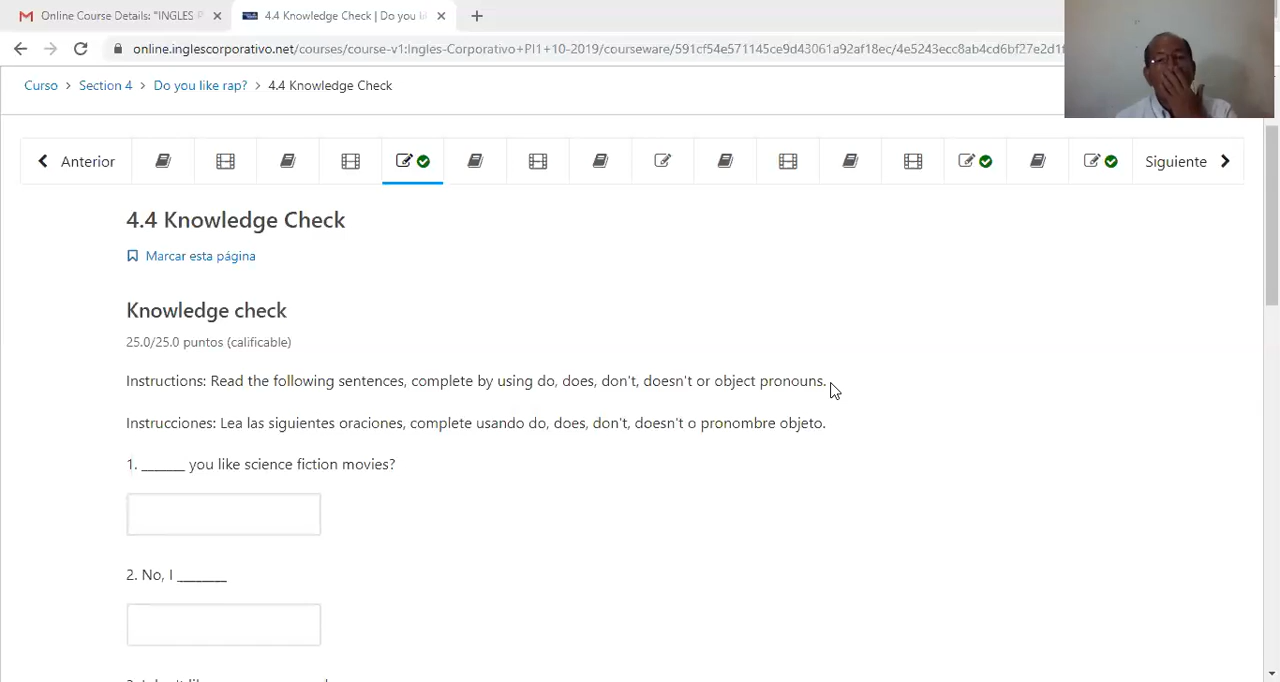 Online Course Details: "INGLES
4.4 Knowledge Check | Do you li
online.inglescorporativo.net/courses/course-v1:Ingles-Corporativo+PI1+10-2019/courseware/591cf54e571145ce9d43061a92af18ec/4e5243ecc8ab4cd6bf27e2d1f
Curso > Section 4 > Do you like rap? > 4.4 Knowledge Check
Anterior
Siguiente
4.4 Knowledge Check
Marcar esta página
Knowledge check
25.0/25.0 puntos (calificable)
Instructions: Read the following sentences, complete by using do, does, don't, doesn't or object pronouns.
Instrucciones: Lea las siguientes oraciones, complete usando do, does, don't, doesn't o pronombre objeto.
1. ______ you like science fiction movies?
2. No, I _______